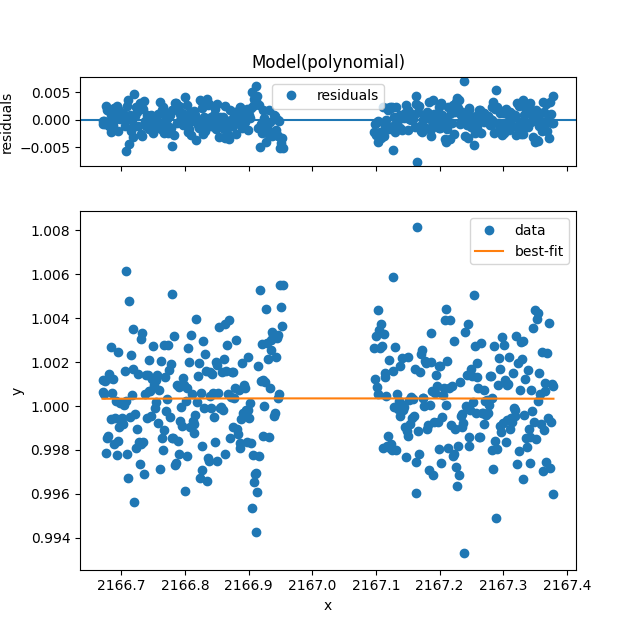 Model(polynomial)
residuals
0.005
0.000
−0.005
residuals
y
1.008
1.006
1.004
1.002
1.000
0.998
0.996
0.994
data
best-fit
2166.7 2166.8 2166.9 2167.0 2167.1 2167.2 2167.3 2167.4
x